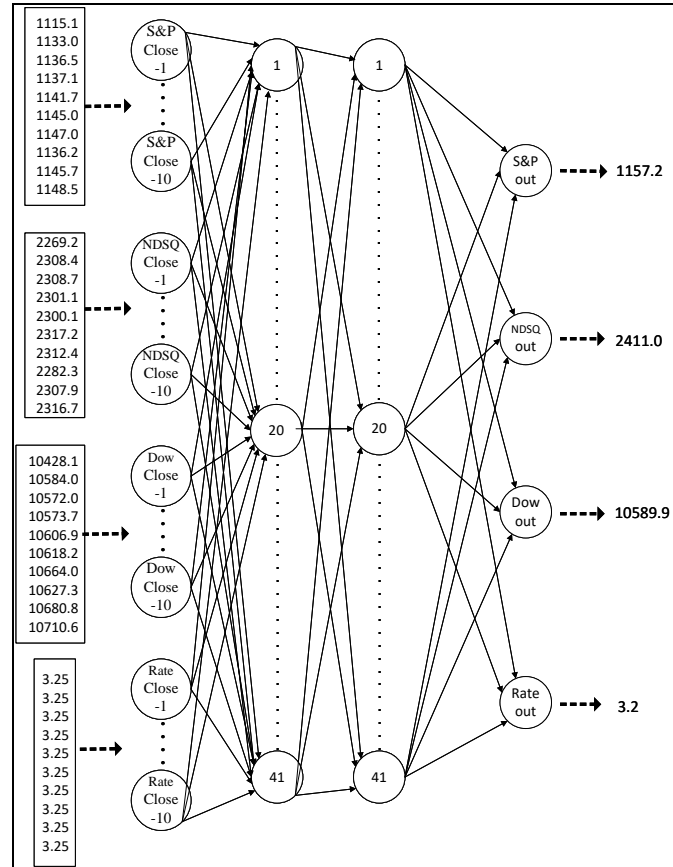 1115.1
1133.0
1136.5
1137.1
1141.7
1145.0
1147.0
1136.2
1145.7
1148.5
2269.2
2308.4
2308.7
2301.1
2300.1
2317.2
2312.4
2282.3
2307.9
2316.7
10428.1
10584.0
10572.0
10573.7
10606.9
10618.2
10664.0
10627.3
10680.8
10710.6
3.25
3.25
3.25
3.25
3.25
3.25
3.25
3.25
3.25
3.25
S&P
Close
-1
S&P
Close
-10
NDSQ
Close
-1
NDSQ
Close
-10
Dow
Close
-1
Dow
Close
-10
Rate
Close
-1
Rate
Close
-10
1
20
41
1
20
41
S&P
out
NDSQ
out
Dow
out
Rate
out
1157.2
2411.0
10589.9
3.2